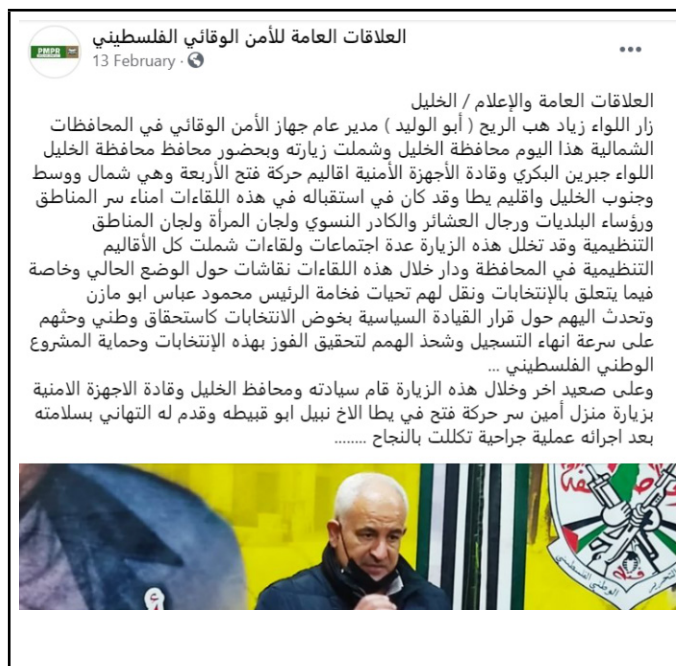 العلاقات العامة للأمن الوقائي الفلسطيني
PMPR
13 February ·
العلاقات العامة والإعلام / الخليل
زار اللواء زياد هب الريح ( أبو الوليد ) مدير عام جهاز الأمن الوقائي في المحافظات
الشمالية هذا اليوم محافظة الخليل وشملت زيارته وبحضور محافظ محافظة الخليل
اللواء جبرين البكري وقادة الأجهزة الأمنية اقاليم حركة فتح الأربعة وهي شمال ووسط
وجنوب الخليل واقليم يطا وقد كان في استقباله في هذه اللقاءات امناء سر المناطق
ورؤساء البلديات ورجال العشائر والكادر النسوي ولجان المرأة ولجان المناطق
التنظيمية وقد تخلل هذه الزيارة عدة اجتماعات ولقاءات شملت كل الأقاليم
التنظيمية في المحافظة ودار خلال هذه اللقاءات نقاشات حول الوضع الحالي وخاصة
فيما يتعلق بالإنتخابات ونقل لهم تحيات فخامة الرئيس محمود عباس ابو مازن
وتحدث اليهم حول قرار القيادة السياسية بخوض الانتخابات كاستحقاق وطني وحثهم
على سرعة انهاء التسجيل وشحذ الهمم لتحقيق الفوز بهذه الإنتخابات وحماية المشروع
الوطني الفلسطيني ...
وعلى صعيد اخر وخلال هذه الزيارة قام سيادته ومحافظ الخليل وقادة الاجهزة الامنية
بزيارة منزل أمين سر حركة فتح في يطا الاخ نبيل ابو قبيطه وقدم له التهاني بسلامته
بعد اجرائه عملية جراحية تكللت بالنجاح ........
التحرير الوطني الفلسطيني